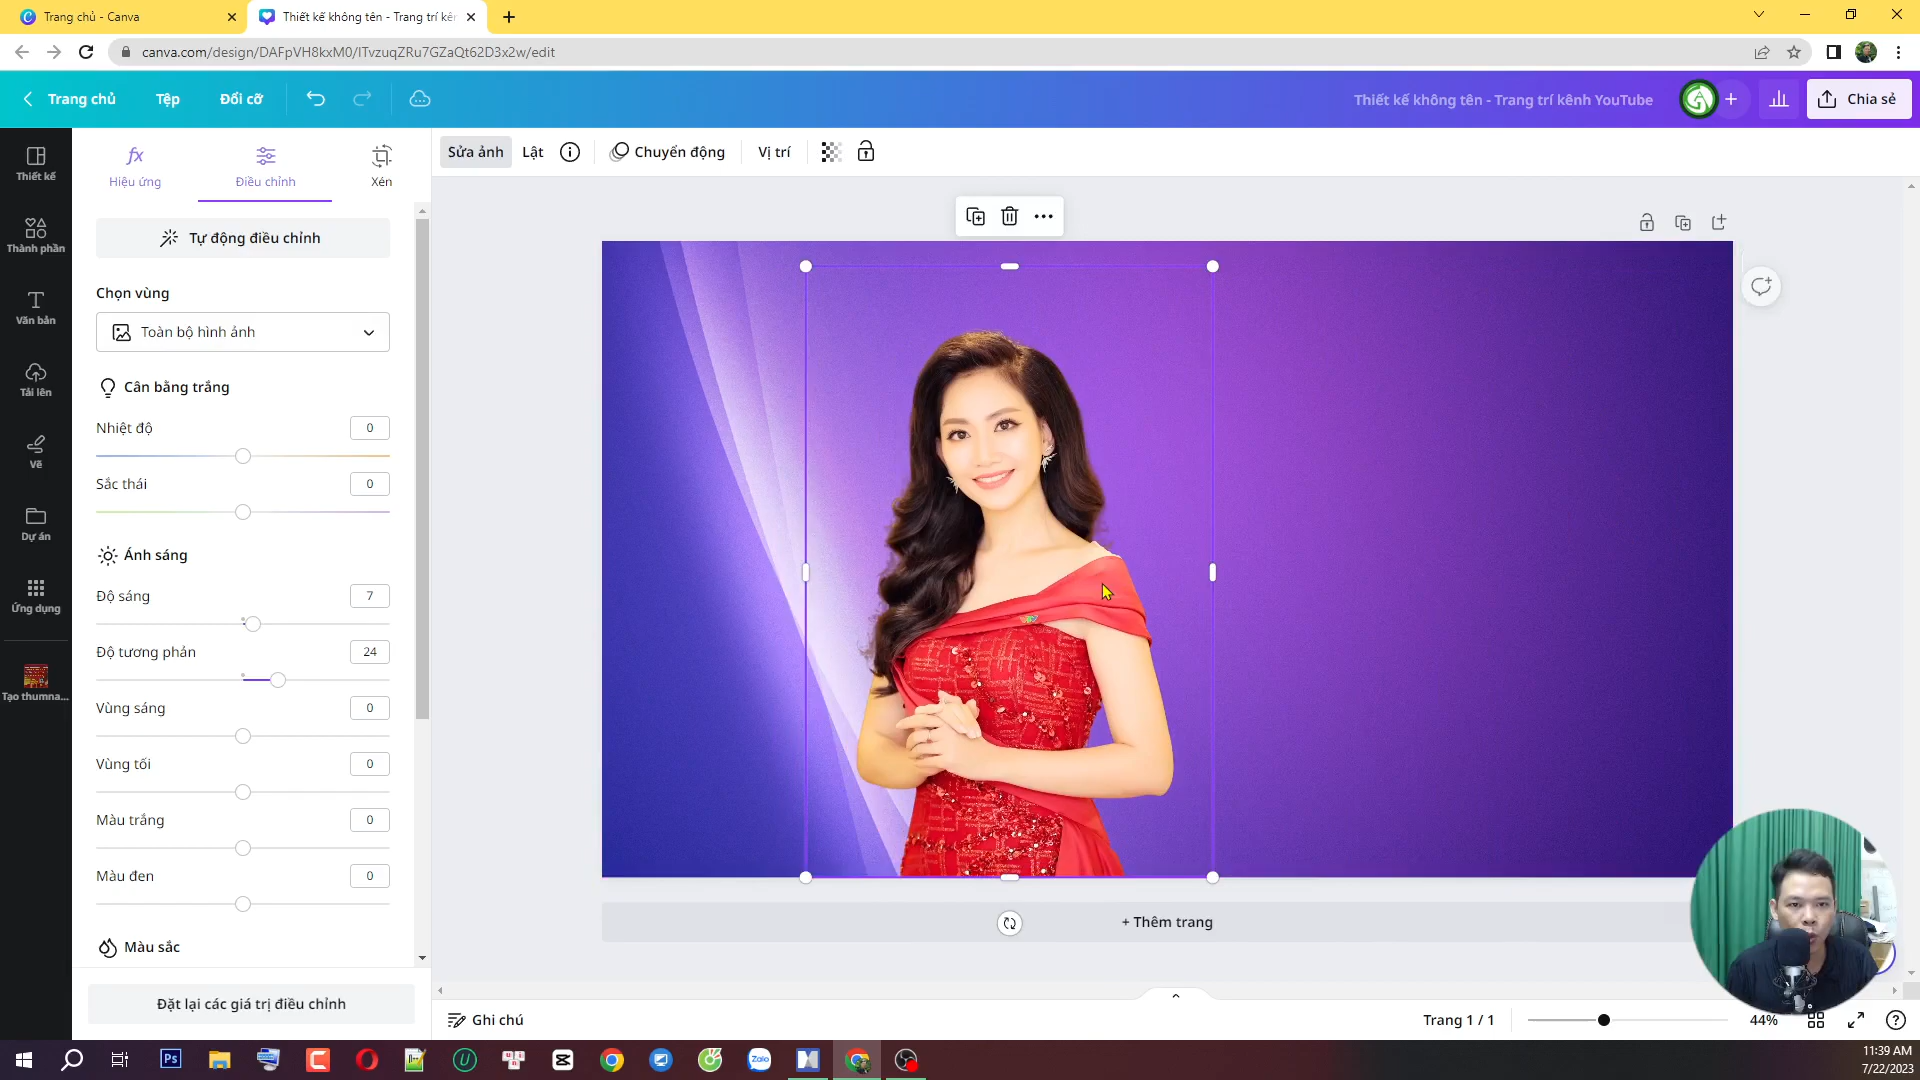 Trang chủ - Canva
Thiết kế không tên - Trang trí kên
canva.com/design/DAFpVH8kxM0/ITvzuqZRu7GZaQt62D3x2w/edit
Trang chủ
Tệp
Đổi cỡ
Thiết kế không tên - Trang trí kênh YouTube
Chia sẻ
Thiết kế
Thành phần
Văn bản
Tải lên
Vẽ
Dự án
Ứng dụng
Tạo thumna...
fx
Hiệu ứng
Điều chỉnh
Xén
Sửa ảnh
Lật
Chuyển động
Vị trí
Tự động điều chỉnh
Chọn vùng
Toàn bộ hình ảnh
Cân bằng trắng
Nhiệt độ 0
Sắc thái 0
Ánh sáng
Độ sáng 7
Độ tương phản 24
Vùng sáng 0
Vùng tối 0
Màu trắng 0
Màu đen 0
Màu sắc
Đặt lại các giá trị điều chỉnh
+ Thêm trang
Ghi chú
Trang 1 / 1
44%
Ps
Zalo
11:39 AM
7/22/2023